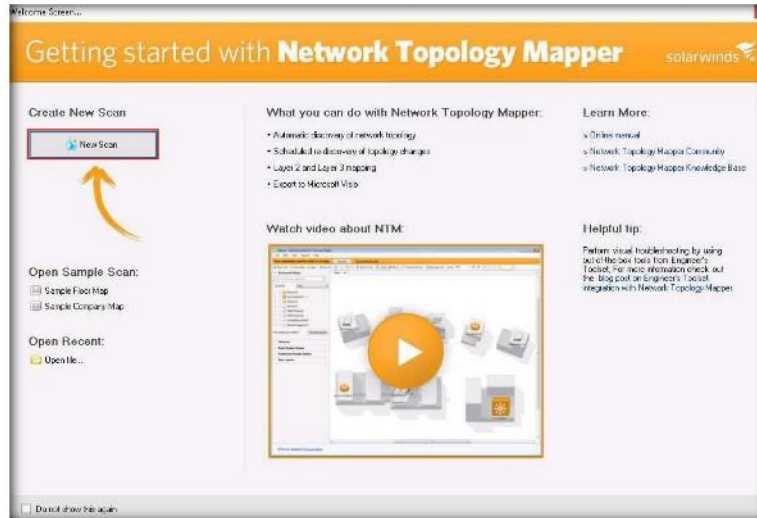 Welcome Screen...
Getting started with Network Topology Mapper
solarwinds
Create New Scan
New Scan
Open Sample Scan:
Sample Floor Map
Sample Company Map
Open Recent:
Open file...
What you can do with Network Topology Mapper:
• Automatic discovery of network topology
• Scheduled re-discovery of topology changes
• Layer 2 and Layer 3 mapping
• Export to Microsoft Visio
Watch video about NTM:
Learn More:
» Online manual
» Network Topology Mapper Community
» Network Topology Mapper Knowledge Base
Helpful tip:
Perform visual troubleshooting by using
out-of-the-box tools from Engineer's
Toolset. For more information check out
the blog post on Engineer's Toolset
integration with Network Topology Mapper
Do not show this again